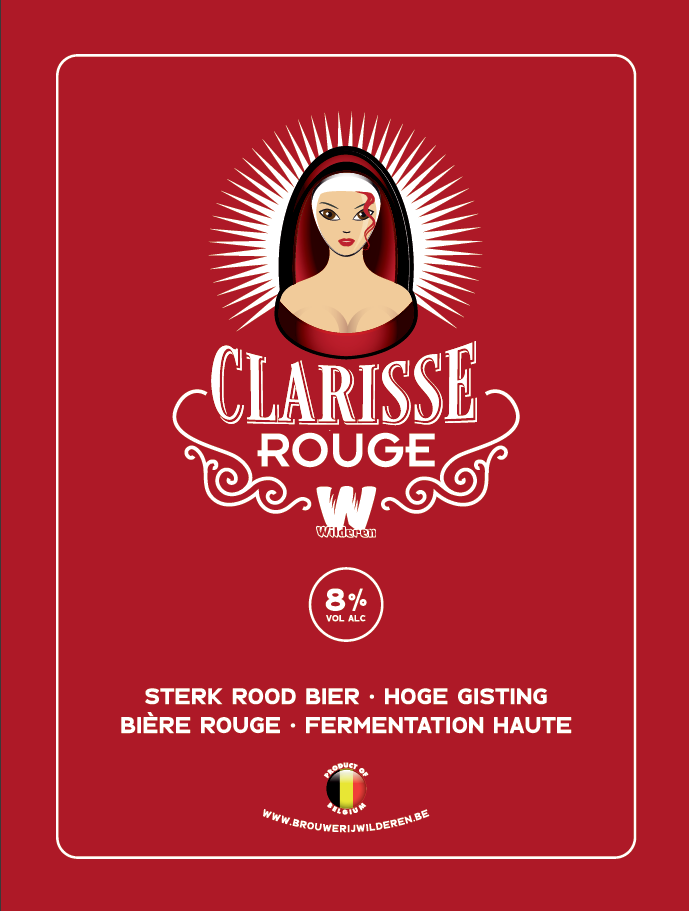 CLARISSE
ROUGE
W
Wilderen
8%
VOL ALC
STERK ROOD BIER · HOGE GISTING
BIÈRE ROUGE · FERMENTATION HAUTE
PRODUCT OF
BELGIUM
WWW.BROUWERIJWILDEREN.BE